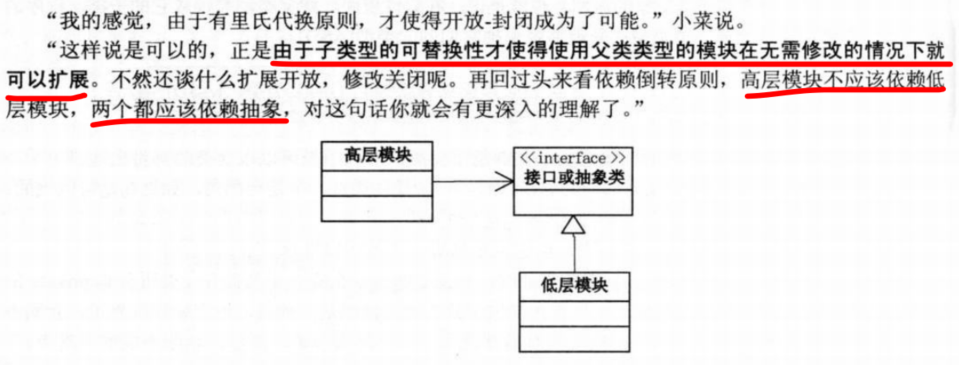 “我的感觉，由于有里氏代换原则，才使得开放-封闭成为了可能。”小菜说。
“这样说是可以的，正是由于子类型的可替换性才使得使用父类类型的模块在无需修改的情况下就
可以扩展。不然还谈什么扩展开放，修改关闭呢。再回过头来看依赖倒转原则，高层模块不应该依赖低
层模块，两个都应该依赖抽象，对这句话你就会有更深入的理解了。”
高层模块
<<interface>>
接口或抽象类
低层模块